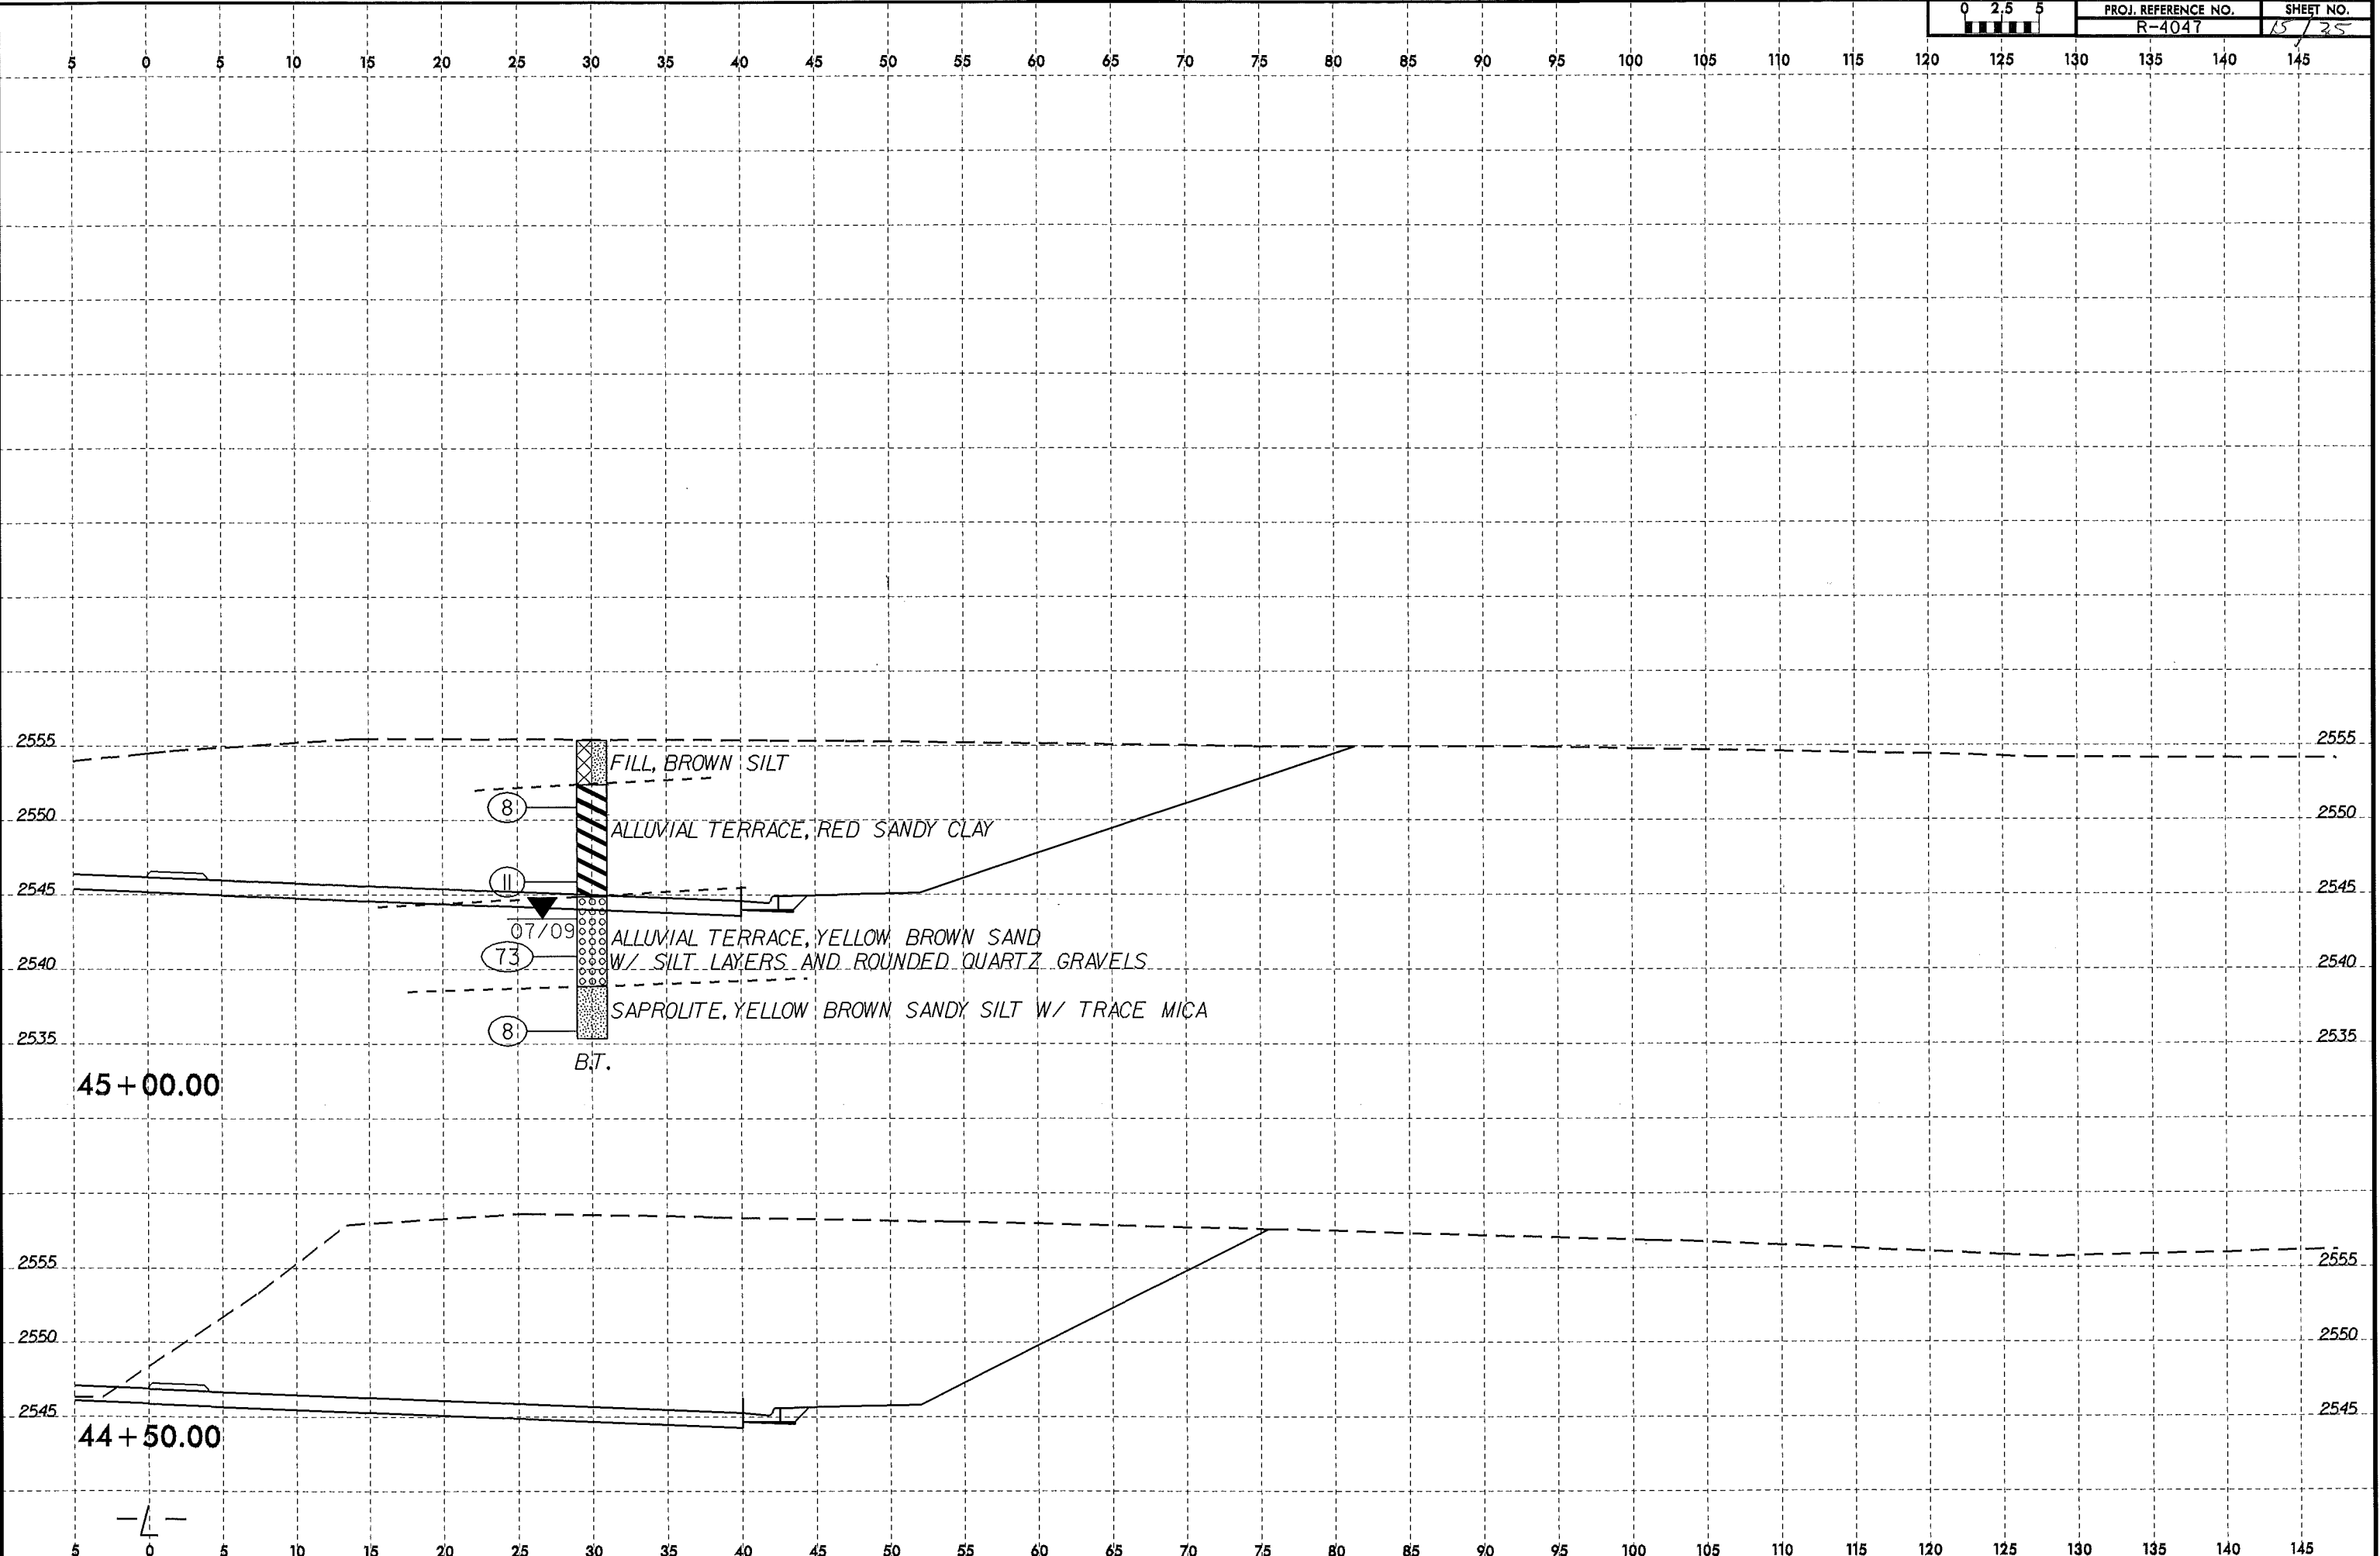 0 2.5 5
PROJ. REFERENCE NO. SHEET NO.
R-4047 15/35
5 0 5 10 15 20 25 30 35 40 45 50 55 60 65 70 75 80 85 90 95 100 105 110 115 120 125 130 135 140 145
2555 2555
FILL, BROWN SILT
8
2550 2550
ALLUVIAL TERRACE, RED SANDY CLAY
11
2545 2545
07/09
ALLUVIAL TERRACE, YELLOW BROWN SAND
73
W/ SILT LAYERS AND ROUNDED QUARTZ GRAVELS
2540 2540
SAPROLITE, YELLOW BROWN SANDY SILT W/ TRACE MICA
8
2535 2535
B.T.
45+00.00
2555 2555
2550 2550
2545 2545
44+50.00
-L-
5 0 5 10 15 20 25 30 35 40 45 50 55 60 65 70 75 80 85 90 95 100 105 110 115 120 125 130 135 140 145